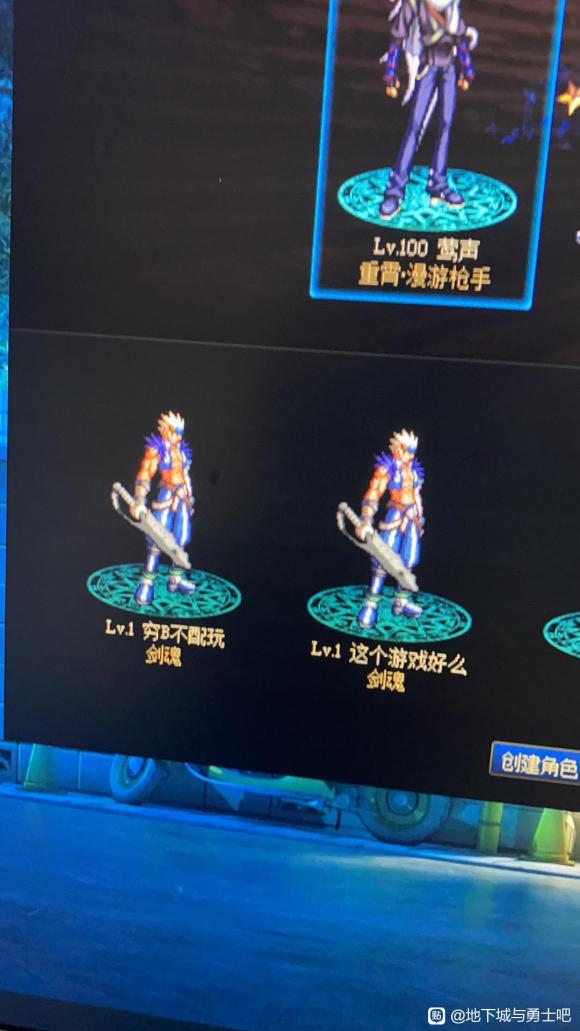 Lv.100 莺声
重霄·漫游枪手
Lv.1 穷B不配玩
剑魂
Lv.1 这个游戏好么
剑魂
创建角色
贴 @地下城与勇士吧